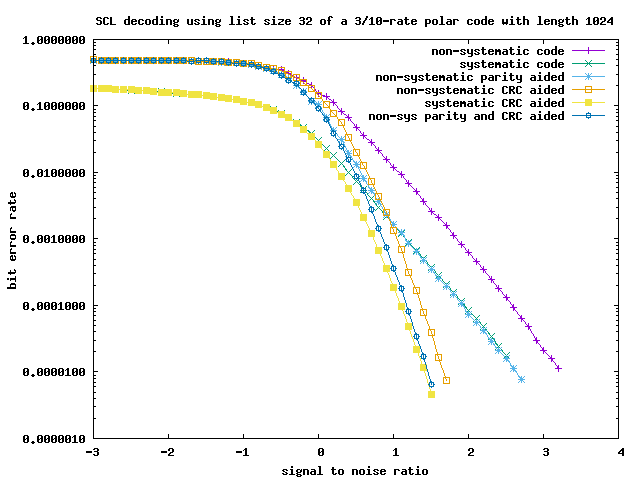 SCL decoding using list size 32 of a 3/10-rate polar code with length 1024
1.0000000
0.1000000
0.0100000
0.0010000
0.0001000
0.0000100
0.0000010
bit error rate
non-systematic code
systematic code
non-systematic parity aided
non-systematic CRC aided
systematic CRC aided
non-sys parity and CRC aided
-3 -2 -1 0 1 2 3 4
signal to noise ratio